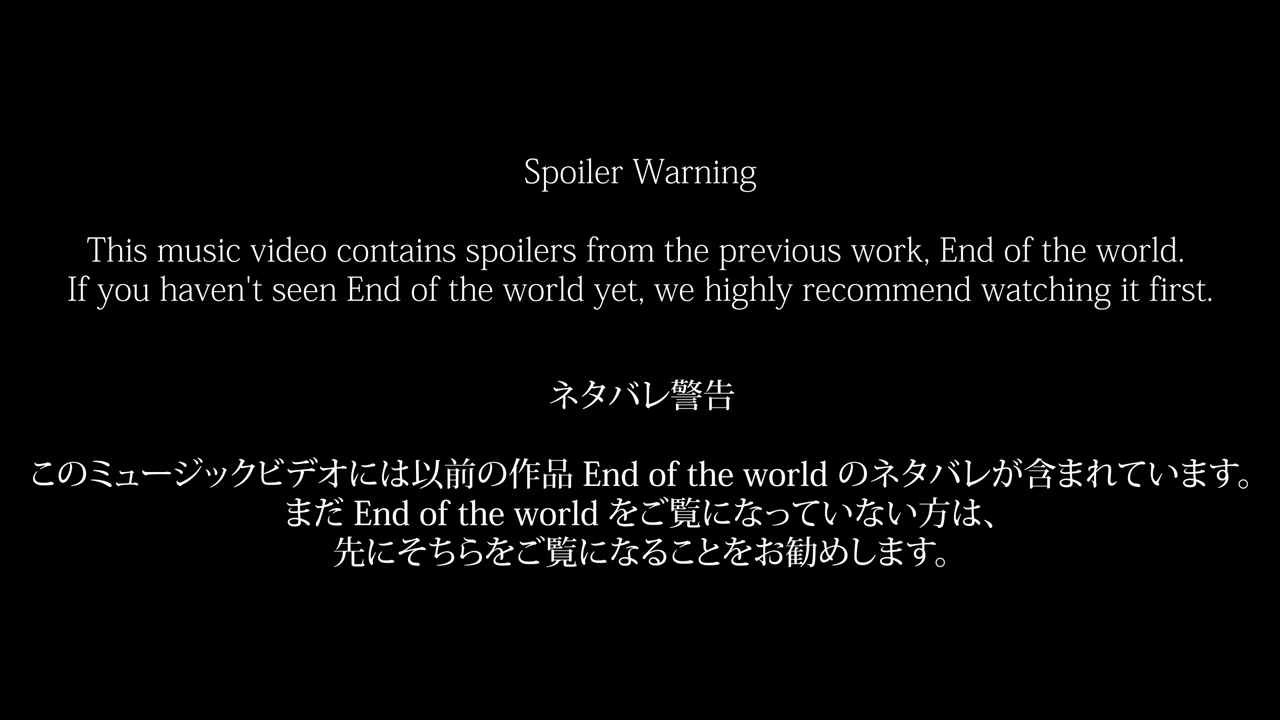 Spoiler Warning
This music video contains spoilers from the previous work, End of the world.
If you haven't seen End of the world yet, we highly recommend watching it first.
ネタバレ警告
このミュージックビデオには以前の作品 End of the world のネタバレが含まれています。
まだ End of the world をご覧になっていない方は、
先にそちらをご覧になることをお勧めします。